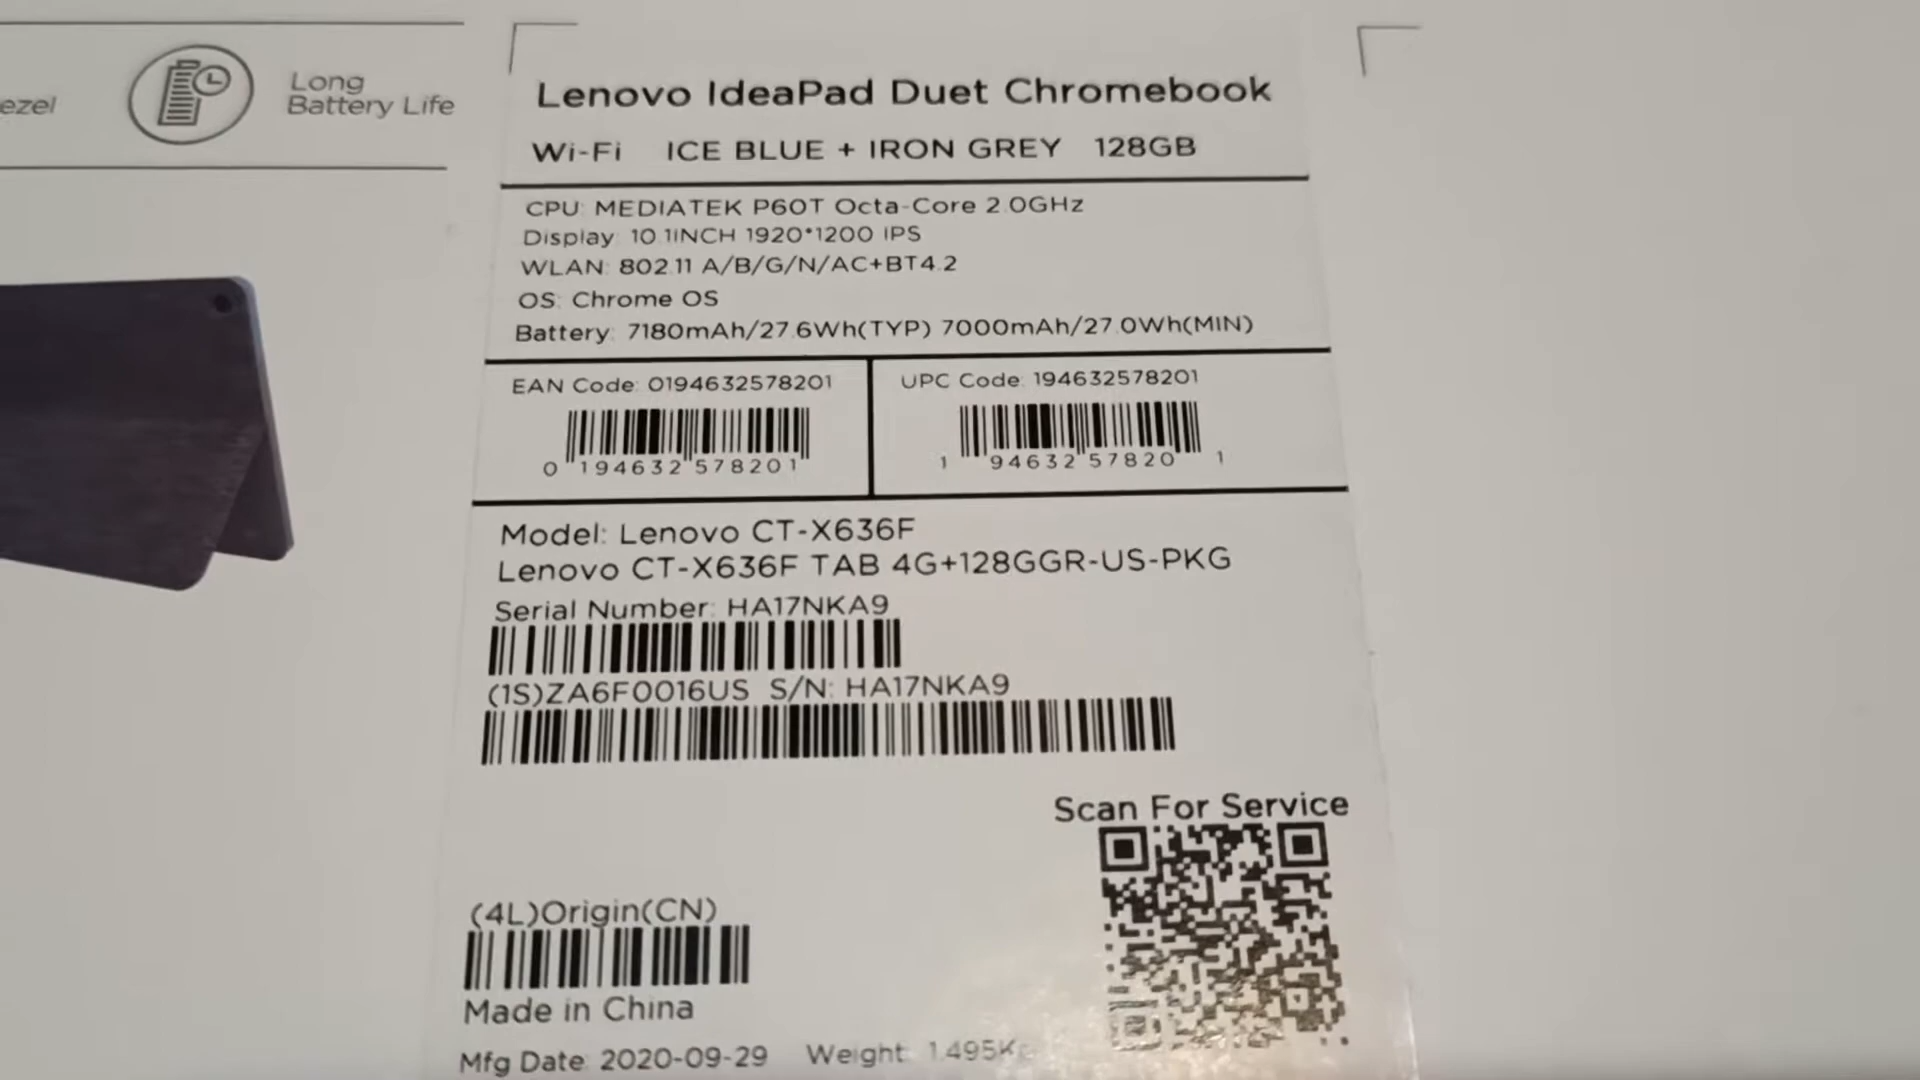 ezel
Long
Battery Life
Lenovo IdeaPad Duet Chromebook
Wi-Fi ICE BLUE + IRON GREY 128GB
CPU: MEDIATEK P60T Octa-Core 2.0GHz
Display: 10.1INCH 1920*1200 IPS
WLAN: 802.11 A/B/G/N/AC+BT4.2
OS: Chrome OS
Battery: 7180mAh/27.6Wh(TYP) 7000mAh/27.0Wh(MIN)
EAN Code: 0194632578201
0 194632 578201
UPC Code: 194632578201
1 94632 57820 1
Model: Lenovo CT-X636F
Lenovo CT-X636F TAB 4G+128GGR-US-PKG
Serial Number: HA17NKA9
(1S)ZA6F0016US S/N: HA17NKA9
Scan For Service
(4L)Origin(CN)
Made in China
Mfg Date: 2020-09-29 Weight: 1.495Kg